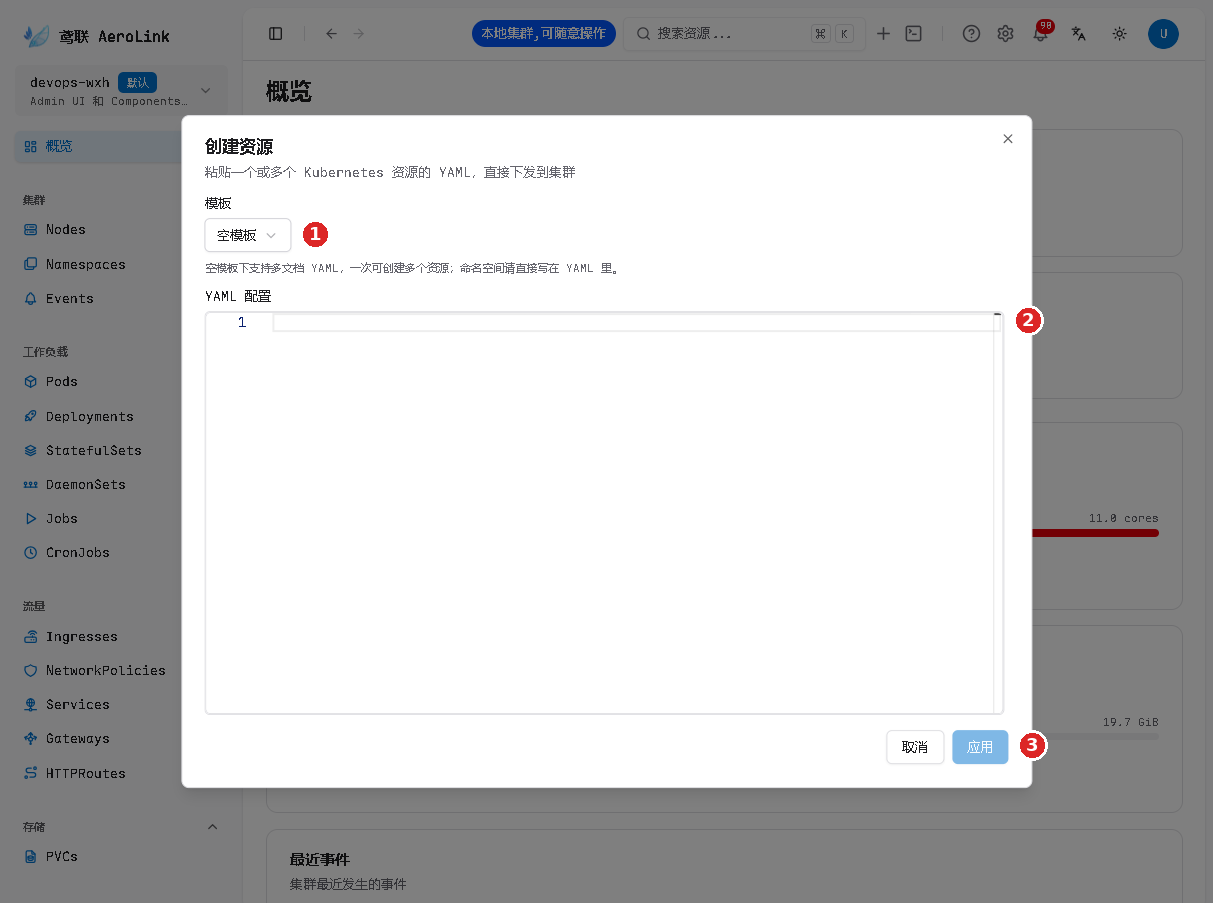 鸢联 AeroLink
本地集群,可随意操作
搜索资源...
⌘ K
98
U
devops-wxh 默认
Admin UI 和 Components…
概览
概览
集群
Nodes
Namespaces
Events
工作负载
Pods
Deployments
StatefulSets
DaemonSets
Jobs
CronJobs
流量
Ingresses
NetworkPolicies
Services
Gateways
HTTPRoutes
存储
PVCs
创建资源
粘贴一个或多个 Kubernetes 资源的 YAML，直接下发到集群
模板
空模板
1
空模板下支持多文档 YAML，一次可创建多个资源；命名空间请直接写在 YAML 里。
YAML 配置
1
2
取消
应用
3
11.0 cores
19.7 GiB
最近事件
集群最近发生的事件